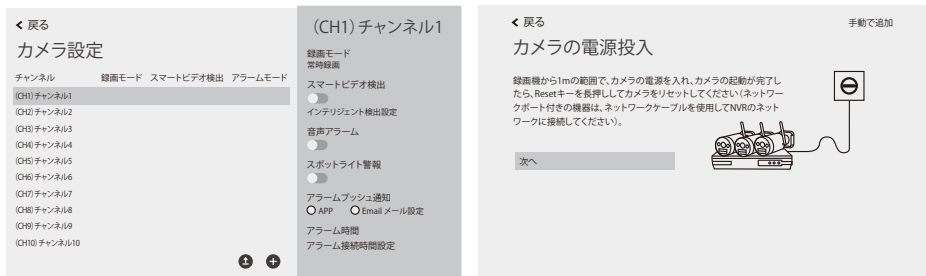 戻る
カメラ設定
チャンネル 録画モード スマートビデオ検出 アラームモード
(CH1)チャンネル1
(CH2)チャンネル2
(CH3)チャンネル3
(CH4)チャンネル4
(CH5)チャンネル5
(CH6)チャンネル6
(CH7)チャンネル7
(CH8)チャンネル8
(CH9)チャンネル9
(CH10)チャンネル10
(CH1)チャンネル1
録画モード
常時録画
スマートビデオ検出
インテリジェント検出設定
音声アラーム
スポットライト警報
アラームプッシュ通知
APP Email メール設定
アラーム時間
アラーム接続時間設定
戻る
手動で追加
カメラの電源投入
録画機から1mの範囲で、カメラの電源を入れ、カメラの起動が完了し
たら、Resetキーを長押ししてカメラをリセットしてください(ネットワー
クポート付きの機器は、ネットワークケーブルを使用してNVRのネット
ワークに接続してください)。
次へ